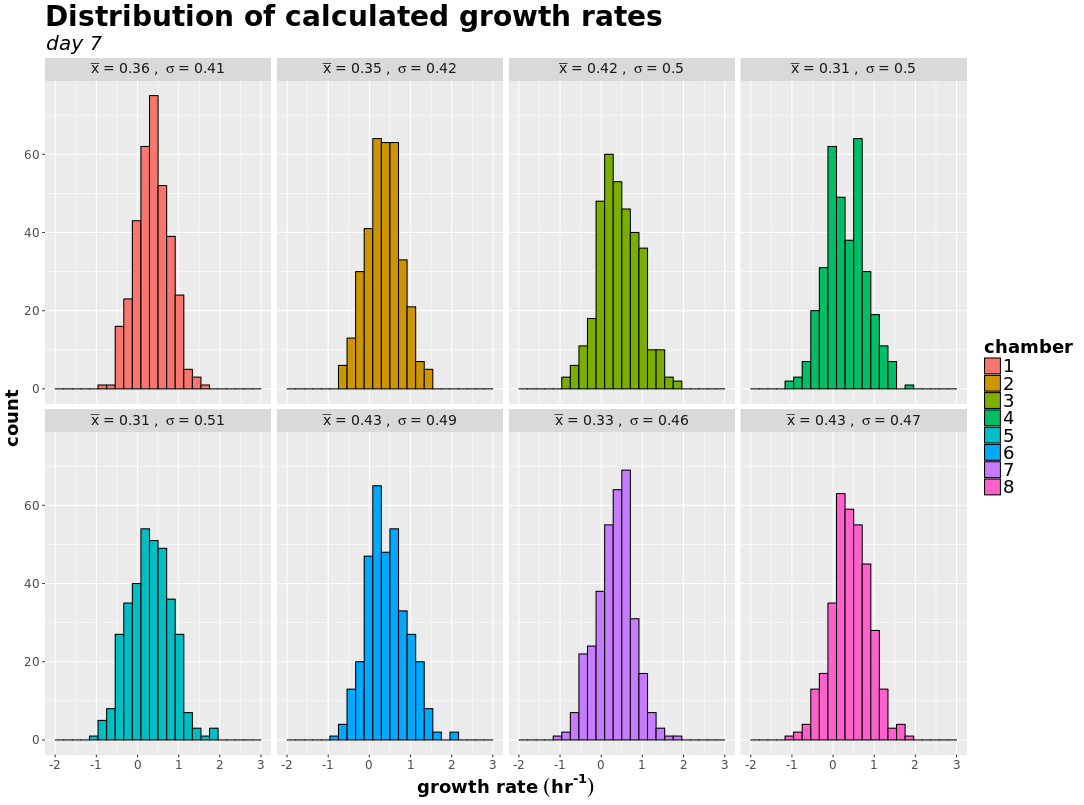 Distribution of calculated growth rates
day 7
x̅ = 0.36 , σ = 0.41
x̅ = 0.35 , σ = 0.42
x̅ = 0.42 , σ = 0.5
x̅ = 0.31 , σ = 0.5
60
40
20
0
x̅ = 0.31 , σ = 0.51
x̅ = 0.43 , σ = 0.49
x̅ = 0.33 , σ = 0.46
x̅ = 0.43 , σ = 0.47
60
40
20
0
-2 -1 0 1 2 3
-2 -1 0 1 2 3
-2 -1 0 1 2 3
-2 -1 0 1 2 3
count
growth rate (hr⁻¹)
chamber
1
2
3
4
5
6
7
8